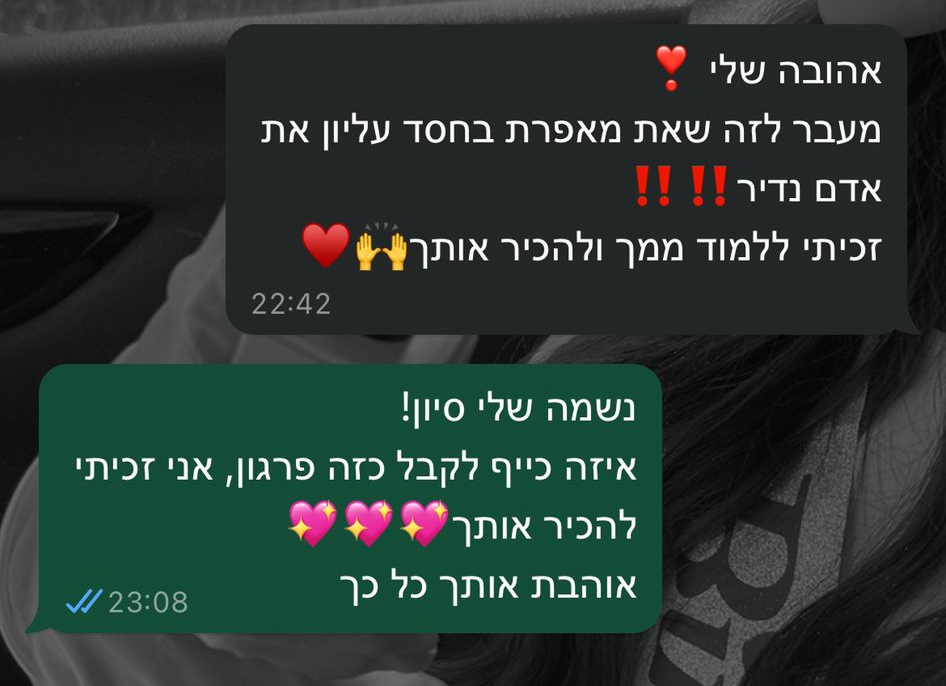 אהובה שלי ❣️
מעבר לזה שאת מאפרת בחסד עליון את
אדם נדיר‼️‼️
זכיתי ללמוד ממך ולהכיר אותך🙌♥️
22:42
נשמה שלי סיון!
איזה כייף לקבל כזה פרגון, אני זכיתי
להכיר אותך💖💖💖
אוהבת אותך כל כך
23:08